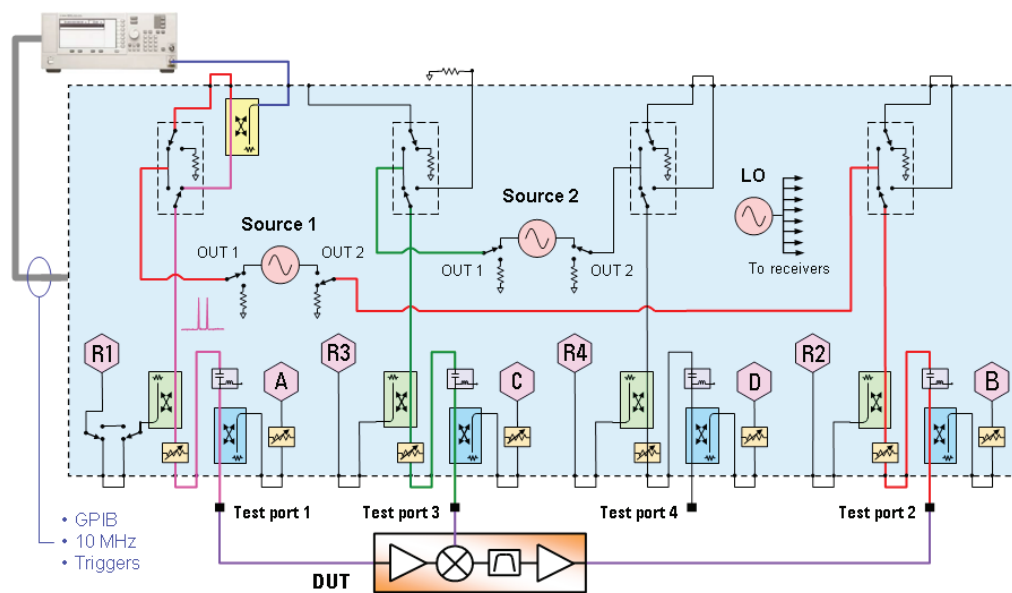 Source 1
OUT 1
OUT 2
Source 2
OUT 1
OUT 2
LO
To receivers
R1
A
R3
C
R4
D
R2
B
Test port 1
Test port 3
Test port 4
Test port 2
• GPIB
• 10 MHz
• Triggers
DUT